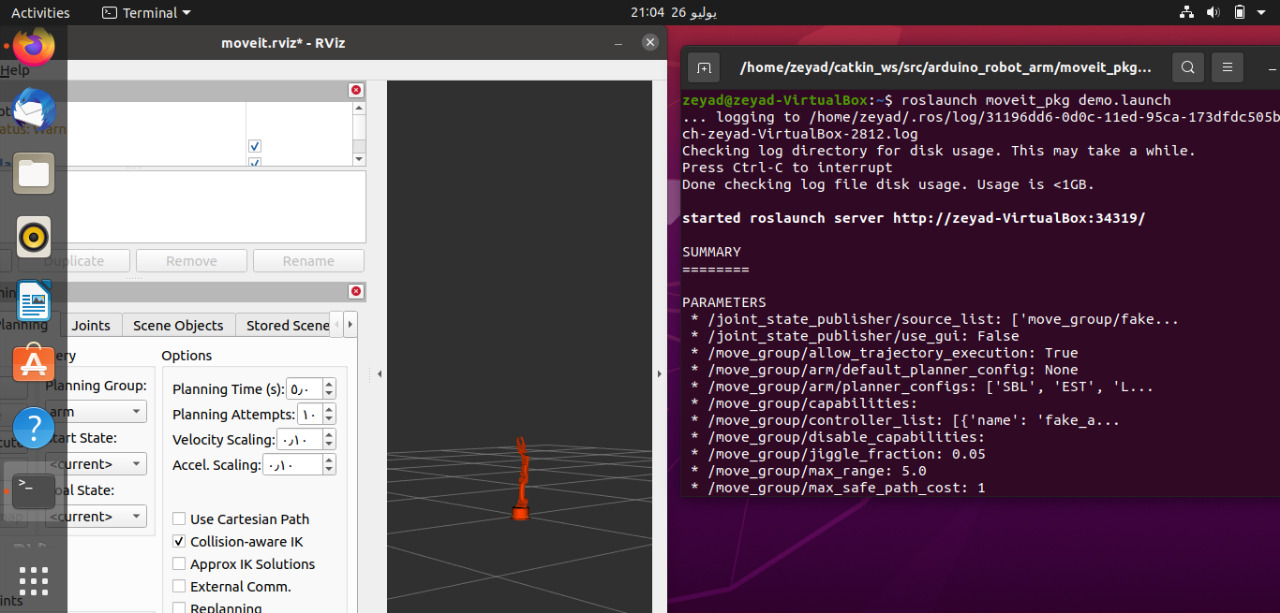 Activities
Terminal
21:04 26 يوليو
moveit.rviz* - RViz
Help
Duplicate
Remove
Rename
Planning
Joints
Scene Objects
Stored Scene
Options
Planning Group:
arm
Start State:
<current>
Goal State:
<current>
Planning Time (s):
٥٫٠
Planning Attempts:
١٠
Velocity Scaling:
٠٫١٠
Accel. Scaling:
٠٫١٠
Use Cartesian Path
Collision-aware IK
Approx IK Solutions
External Comm.
Replanning
/home/zeyad/catkin_ws/src/arduino_robot_arm/moveit_pkg...
zeyad@zeyad-VirtualBox:~$ roslaunch moveit_pkg demo.launch
... logging to /home/zeyad/.ros/log/31196dd6-0d0c-11ed-95ca-173dfdc505b
ch-zeyad-VirtualBox-2812.log
Checking log directory for disk usage. This may take a while.
Press Ctrl-C to interrupt
Done checking log file disk usage. Usage is <1GB.
started roslaunch server http://zeyad-VirtualBox:34319/
SUMMARY
========
PARAMETERS
* /joint_state_publisher/source_list: ['move_group/fake...
* /joint_state_publisher/use_gui: False
* /move_group/allow_trajectory_execution: True
* /move_group/arm/default_planner_config: None
* /move_group/arm/planner_configs: ['SBL', 'EST', 'L...
* /move_group/capabilities:
* /move_group/controller_list: [{'name': 'fake_a...
* /move_group/disable_capabilities:
* /move_group/jiggle_fraction: 0.05
* /move_group/max_range: 5.0
* /move_group/max_safe_path_cost: 1